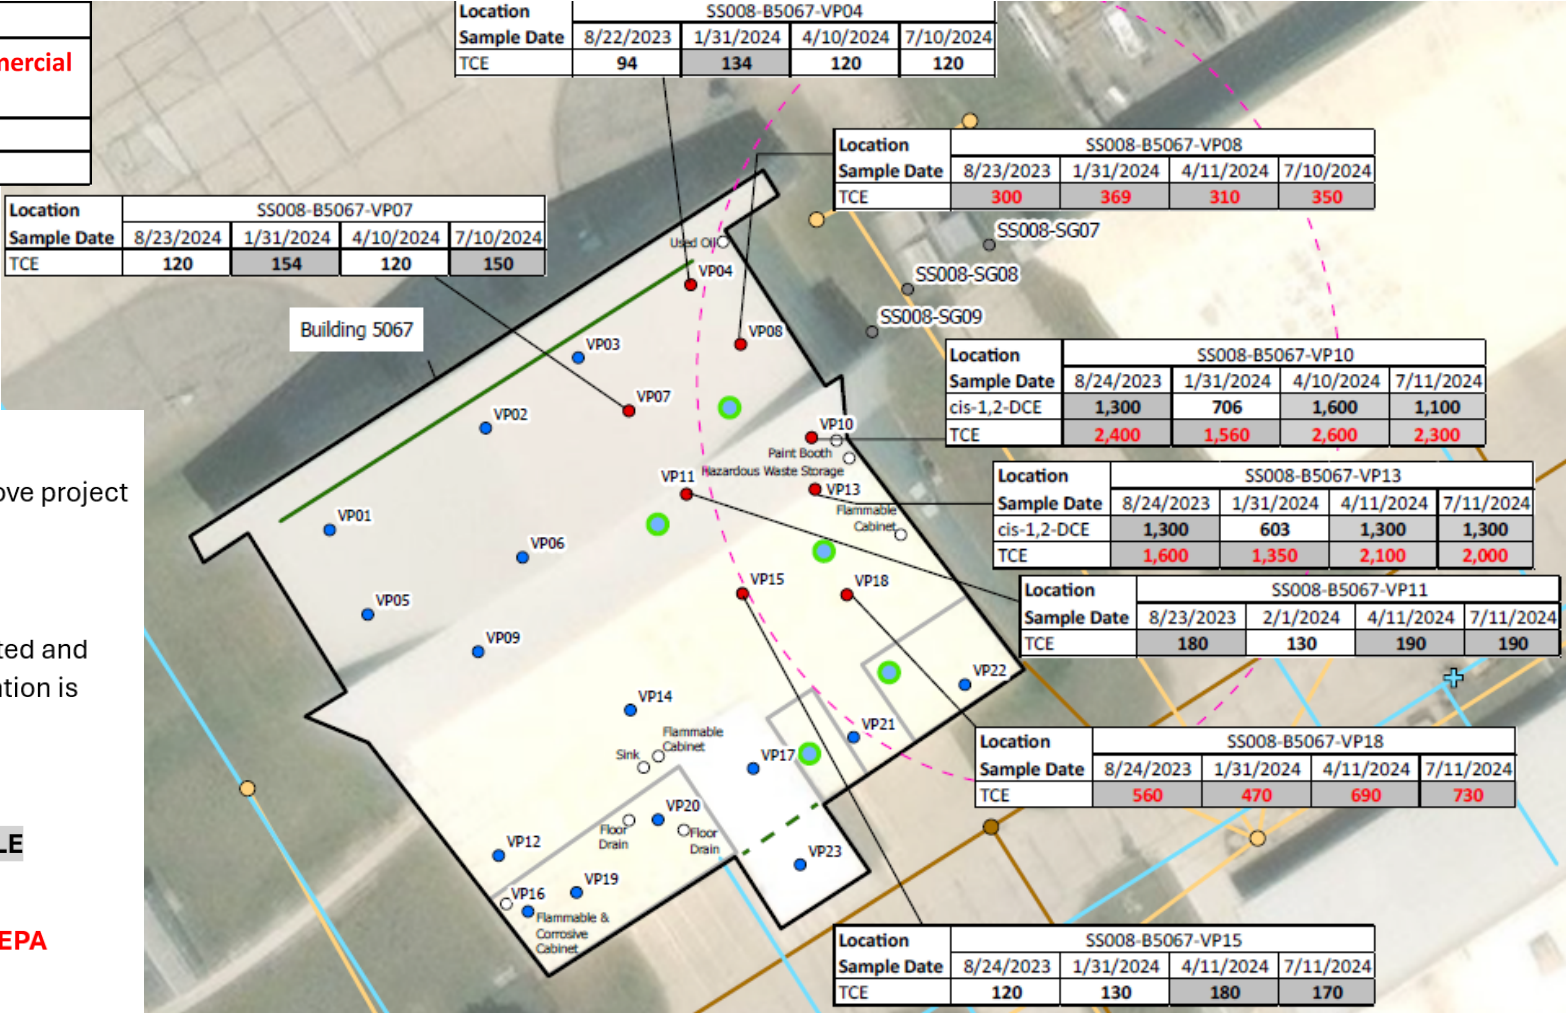 Location SS008-B5067-VP04
Sample Date 8/22/2023 1/31/2024 4/10/2024 7/10/2024
TCE 94 134 120 120
mercial
Location SS008-B5067-VP08
Sample Date 8/23/2023 1/31/2024 4/11/2024 7/10/2024
TCE 300 369 310 350
Location SS008-B5067-VP07
Sample Date 8/23/2024 1/31/2024 4/10/2024 7/10/2024
TCE 120 154 120 150
SS008-SG07
SS008-SG08
SS008-SG09
Used Oil
VP04
Building 5067
VP08
VP03
VP07
VP02
Location SS008-B5067-VP10
Sample Date 8/24/2023 1/31/2024 4/10/2024 7/11/2024
cis-1,2-DCE 1,300 706 1,600 1,100
TCE 2,400 1,560 2,600 2,300
VP10
Paint Booth
Hazardous Waste Storage
VP11
VP13
Flammable
Cabinet
Location SS008-B5067-VP13
Sample Date 8/24/2023 1/31/2024 4/11/2024 7/11/2024
cis-1,2-DCE 1,300 603 1,300 1,300
TCE 1,600 1,350 2,100 2,000
ove project
VP01
VP06
VP15
VP18
VP05
VP09
Location SS008-B5067-VP11
Sample Date 8/23/2023 2/1/2024 4/11/2024 7/11/2024
TCE 180 130 190 190
ted and
ation is
VP22
VP14
VP21
Flammable
Cabinet
Sink
VP17
Location SS008-B5067-VP18
Sample Date 8/24/2023 1/31/2024 4/11/2024 7/11/2024
TCE 560 470 690 730
VP20
Floor
Drain
Floor
Drain
LE
VP12
VP23
VP19
VP16
Flammable &
Corrosive
Cabinet
EPA
Location SS008-B5067-VP15
Sample Date 8/24/2023 1/31/2024 4/11/2024 7/11/2024
TCE 120 130 180 170